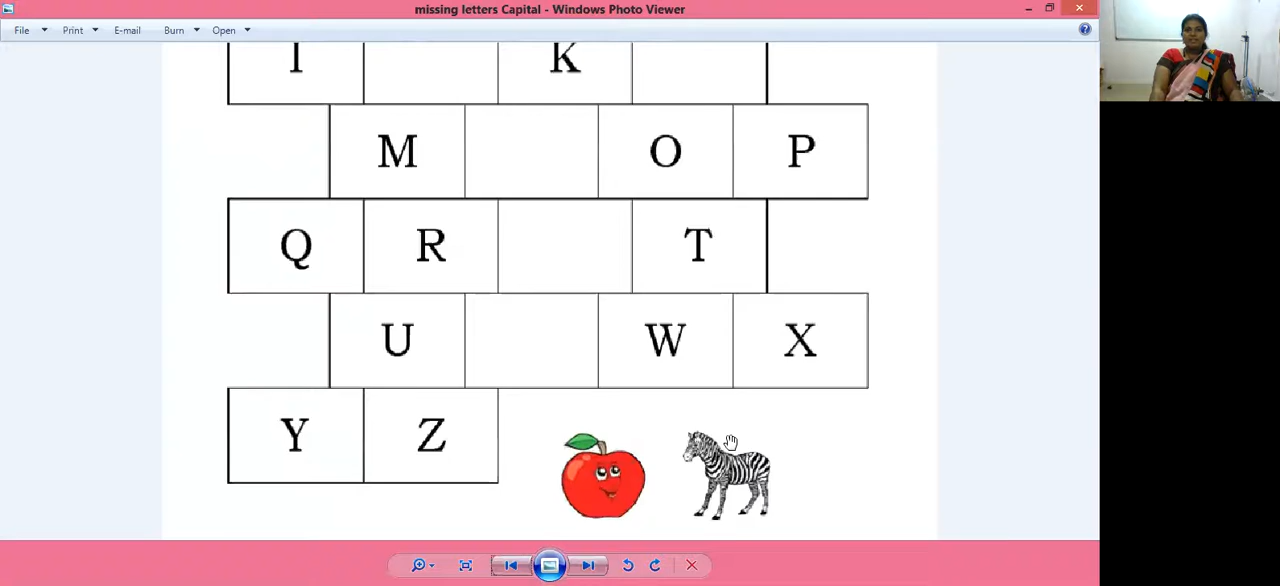 missing letters Capital - Windows Photo Viewer
File Print E-mail Burn Open
I K
M O P
Q R T
U W X
Y Z